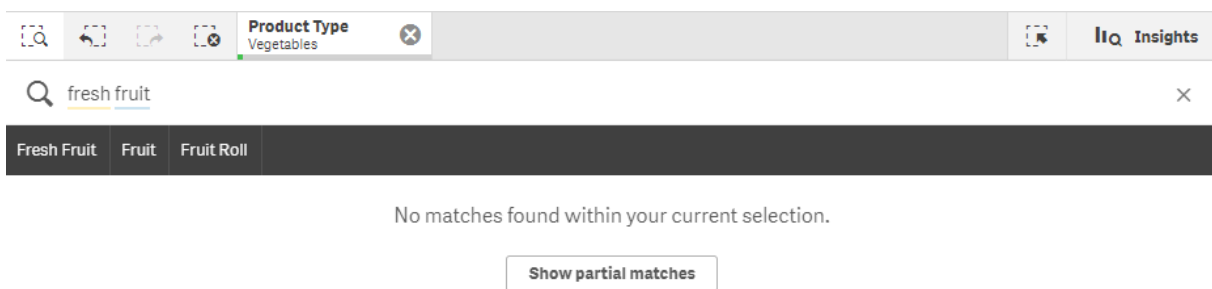 Product Type
Vegetables
Insights
fresh fruit
Fresh Fruit Fruit Fruit Roll
No matches found within your current selection.
Show partial matches